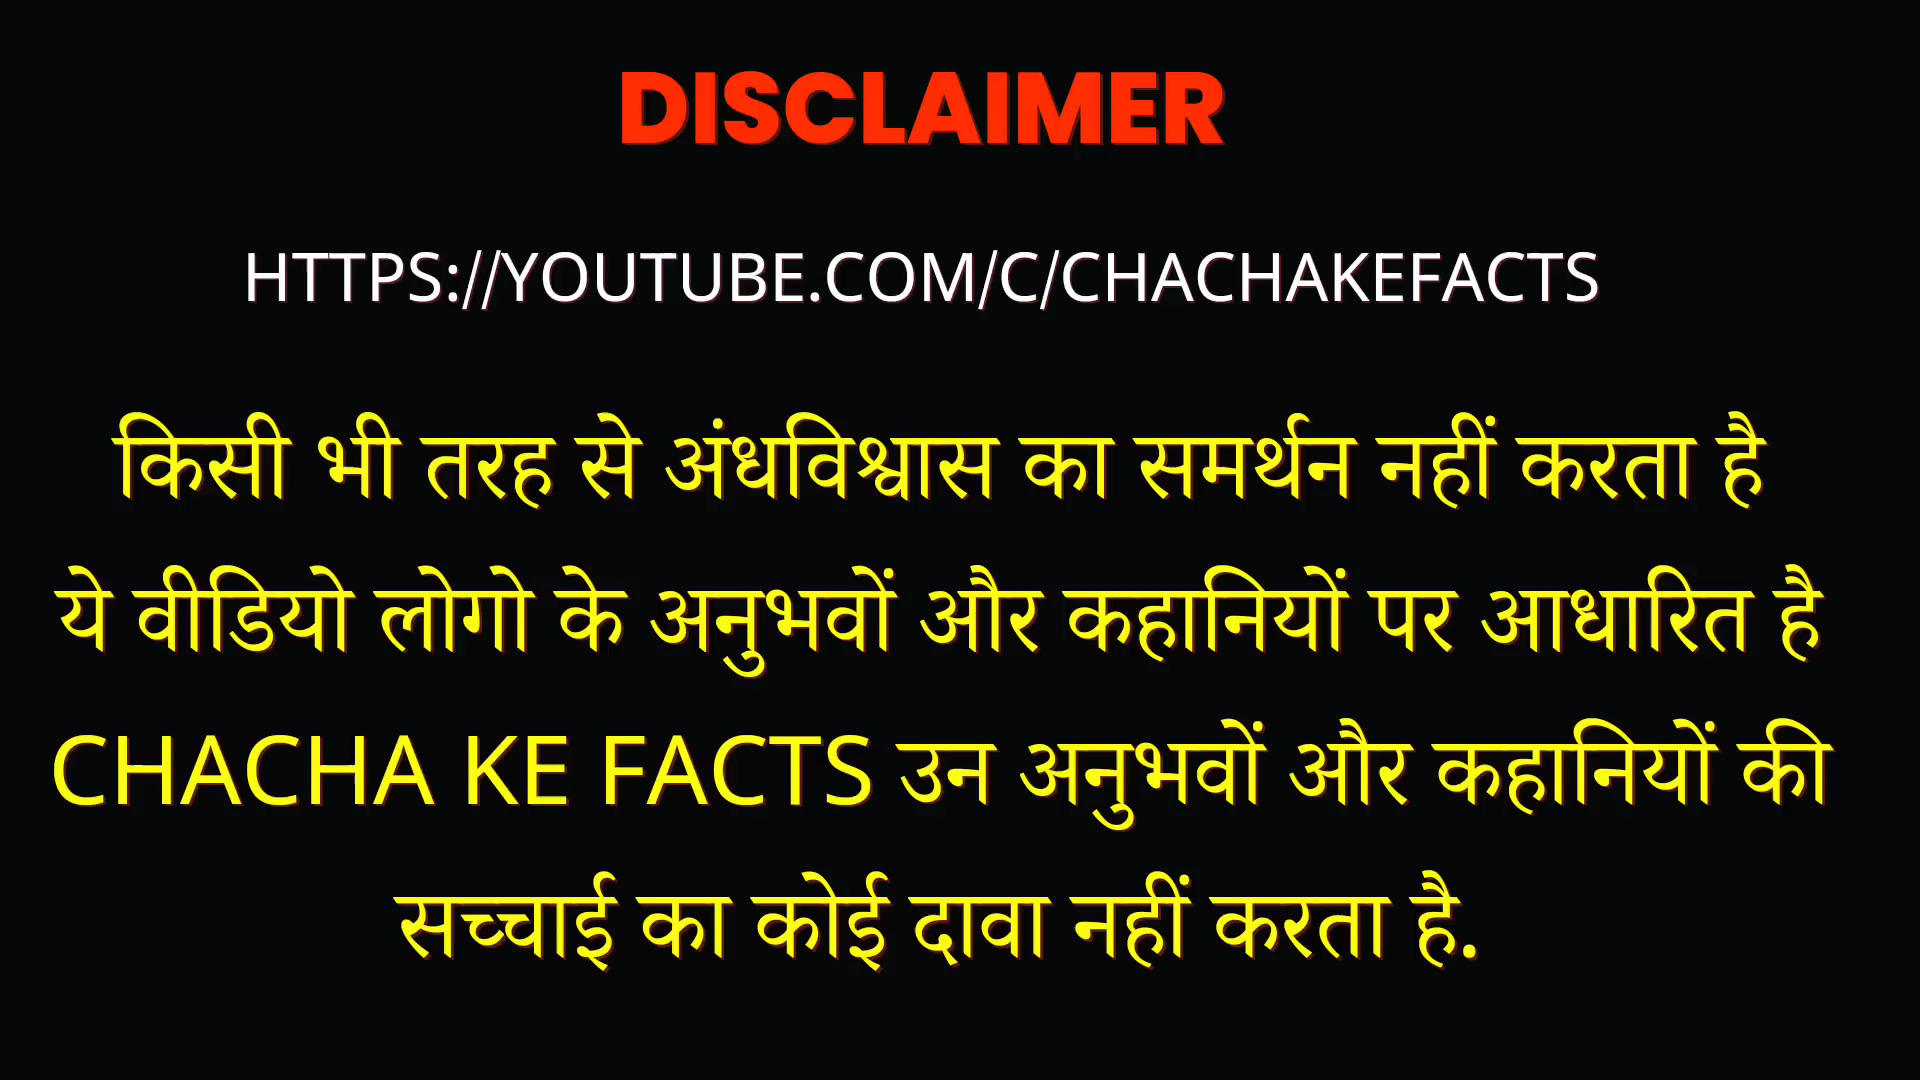 DISCLAIMER
HTTPS://YOUTUBE.COM/C/CHACHAKEFACTS
किसी भी तरह से अंधविश्वास का समर्थन नहीं करता है
ये वीडियो लोगो के अनुभवों और कहानियों पर आधारित है
CHACHA KE FACTS उन अनुभवों और कहानियों की
सच्चाई का कोई दावा नहीं करता है.